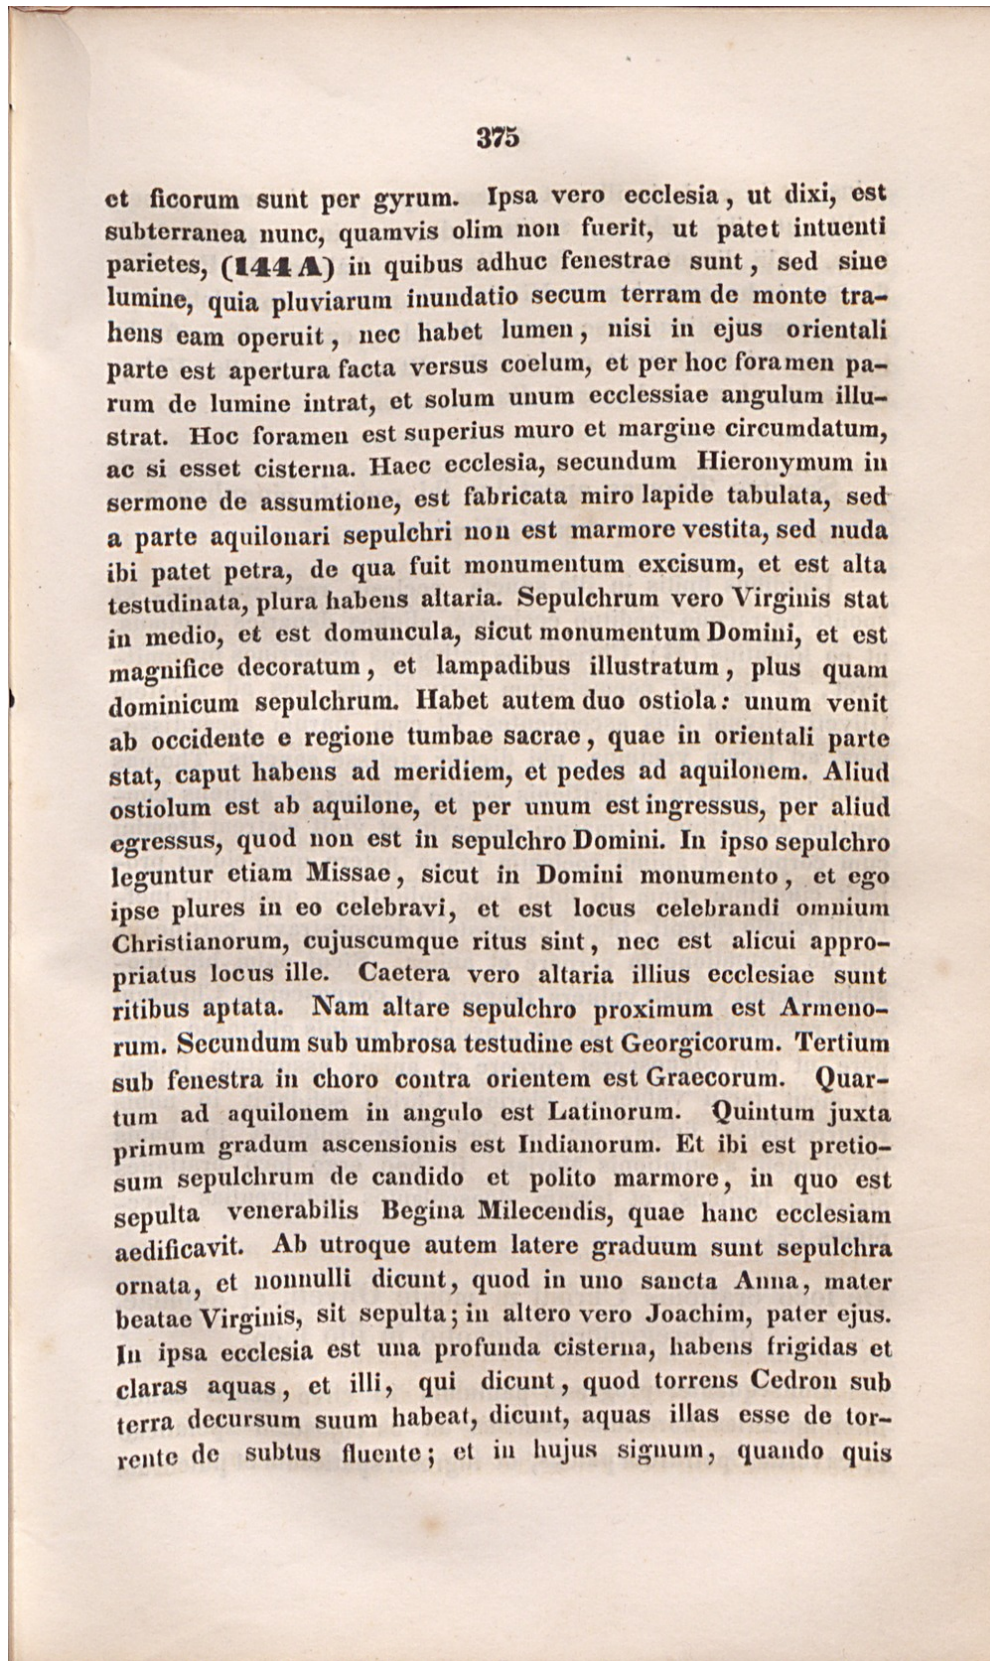 375
et ficorum sunt per gyrum. Ipsa vero ecclesia, ut dixi, est
subterranea nunc, quamvis olim non fuerit, ut patet intuenti
parietes, (144 A) in quibus adhuc fenestrae sunt, sed sine
lumine, quia pluviarum inundatio secum terram de monte tra-
hens eam operuit, nec habet lumen, nisi in ejus orientali
parte est apertura facta versus coelum, et per hoc foramen pa-
rum de lumine intrat, et solum unum ecclessiae angulum illu-
strat. Hoc foramen est superius muro et margine circumdatum,
ac si esset cisterna. Haec ecclesia, secundum Hieronymum in
sermone de assumtione, est fabricata miro lapide tabulata, sed
a parte aquilonari sepulchri non est marmore vestita, sed nuda
ibi patet petra, de qua fuit monumentum excisum, et est alta
testudinata, plura habens altaria. Sepulchrum vero Virginis stat
in medio, et est domuncula, sicut monumentum Domini, et est
magnifice decoratum, et lampadibus illustratum, plus quam
dominicum sepulchrum. Habet autem duo ostiola: unum venit
ab occidente e regione tumbae sacrae, quae in orientali parte
stat, caput habens ad meridiem, et pedes ad aquilonem. Aliud
ostiolum est ab aquilone, et per unum est ingressus, per aliud
egressus, quod non est in sepulchro Domini. In ipso sepulchro
leguntur etiam Missae, sicut in Domini monumento, et ego
ipse plures in eo celebravi, et est locus celebrandi omnium
Christianorum, cujuscumque ritus sint, nec est alicui appro-
priatus locus ille. Caetera vero altaria illius ecclesiae sunt
ritibus aptata. Nam altare sepulchro proximum est Armeno-
rum. Secundum sub umbrosa testudine est Georgicorum. Tertium
sub fenestra in choro contra orientem est Graecorum. Quar-
tum ad aquilonem in angulo est Latinorum. Quintum juxta
primum gradum ascensionis est Indianorum. Et ibi est pretio-
sum sepulchrum de candido et polito marmore, in quo est
sepulta venerabilis Begina Milecendis, quae hanc ecclesiam
aedificavit. Ab utroque autem latere graduum sunt sepulchra
ornata, et nonnulli dicunt, quod in uno sancta Anna, mater
beatae Virginis, sit sepulta; in altero vero Joachim, pater ejus.
In ipsa ecclesia est una profunda cisterna, habens frigidas et
claras aquas, et illi, qui dicunt, quod torrens Cedron sub
terra decursum suum habeat, dicunt, aquas illas esse de tor-
rente de subtus fluente; et in hujus signum, quando quis